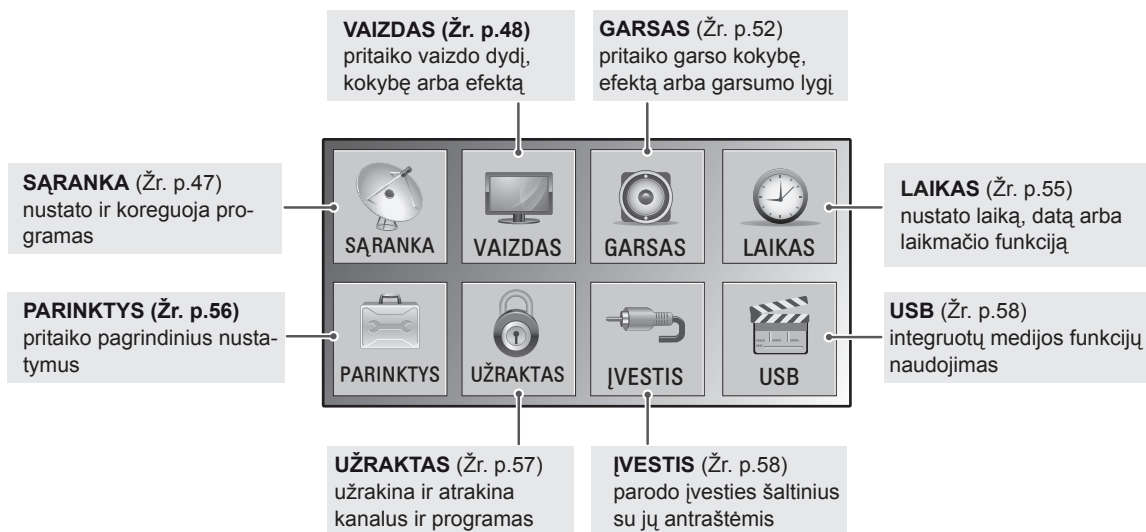 VAIZDAS (Žr. p.48)
pritaiko vaizdo dydį,
kokybę arba efektą
GARSAS (Žr. p.52)
pritaiko garso kokybę,
efektą arba garsumo lygį
SĄRANKA (Žr. p.47)
nustato ir koreguoja pro-
gramas
LAIKAS (Žr. p.55)
nustato laiką, datą arba
laikmačio funkciją
SĄRANKA
VAIZDAS
GARSAS
LAIKAS
PARINKTYS (Žr. p.56)
pritaiko pagrindinius nusta-
tymus
USB (Žr. p.58)
integruotų medijos funkcijų
naudojimas
PARINKTYS
UŽRAKTAS
ĮVESTIS
USB
UŽRAKTAS (Žr. p.57)
užrakina ir atrakina
kanalus ir programas
ĮVESTIS (Žr. p.58)
parodo įvesties šaltinius
su jų antraštėmis